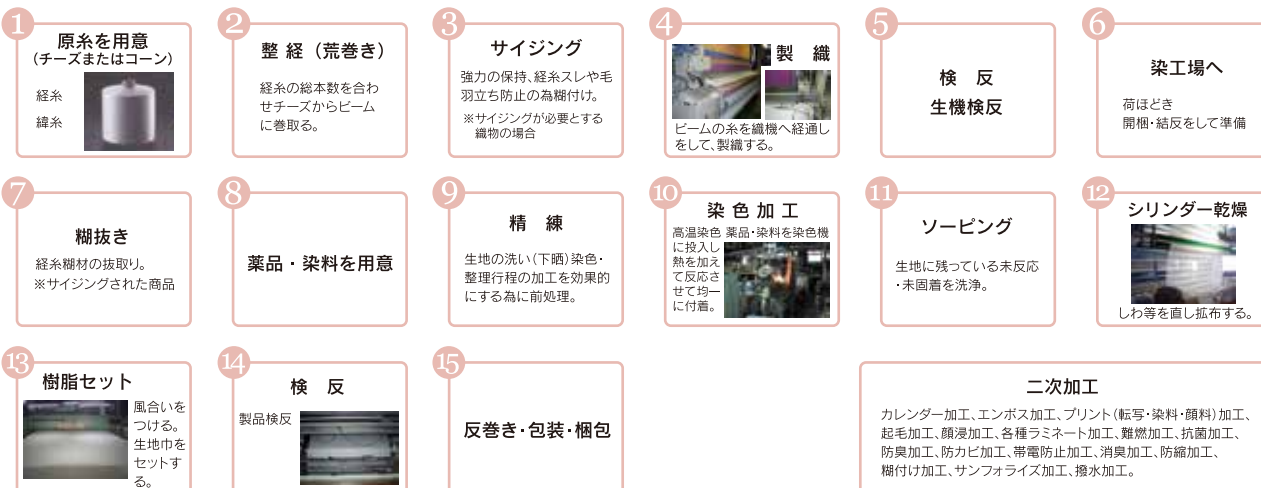 1
原糸を用意
(チーズまたはコーン)
経糸
緯糸
2
整 経（荒巻き）
経糸の総本数を合わ
せチーズからビーム
に巻取る。
3
サイジング
強力の保持、経糸スレや毛
羽立ち防止の為糊付け。
※サイジングが必要とする
織物の場合
4
製 織
ビームの糸を織機へ経通し
をして、製織する。
5
検 反
生機検反
6
染工場へ
荷ほどき
開梱・結反をして準備
7
糊抜き
経糸糊材の抜取り。
※サイジングされた商品
8
薬品・染料を用意
9
精 練
生地の洗い(下晒)染色・
整理行程の加工を効果的
にする為に前処理。
10
染 色 加 工
高温染色 薬品・染料を染色機
に投入し
熱を加え
て反応さ
せて均一
に付着。
11
ソーピング
生地に残っている未反応
・未固着を洗浄。
12
シリンダー乾燥
しわ等を直し拡布する。
13
樹脂セット
風合いを
つける。
生地巾を
セットす
る。
14
検 反
製品検反
15
反巻き・包装・梱包
二次加工
カレンダー加工、エンボス加工、プリント(転写・染料・顔料)加工、
起毛加工、顔浸加工、各種ラミネート加工、難燃加工、抗菌加工、
防臭加工、防カビ加工、帯電防止加工、消臭加工、防縮加工、
糊付け加工、サンフォライズ加工、撥水加工。